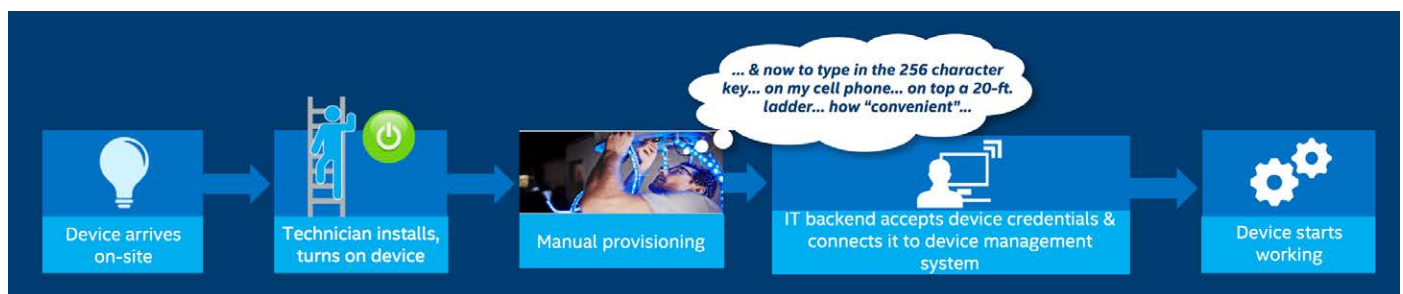 ... & now to type in the 256 character
key... on my cell phone... on top a 20-ft.
ladder... how “convenient”...
Device arrives
on-site
Technician installs,
turns on device
Manual provisioning
IT backend accepts device credentials &
connects it to device management
system
Device starts
working